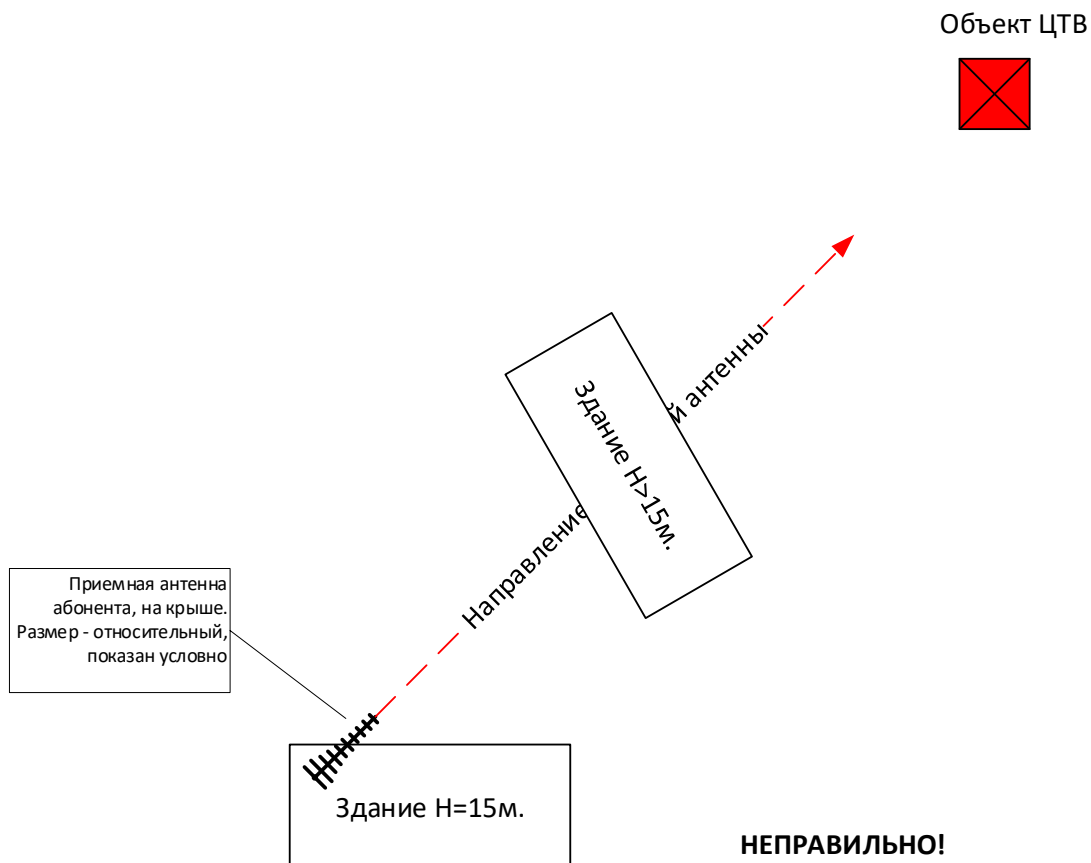 Объект ЦТВ
Направление
й антенны
Здание Н>15м.
Приемная антенна
абонента, на крыше.
Размер - относительный,
показан условно
Здание Н=15м.
НЕПРАВИЛЬНО!